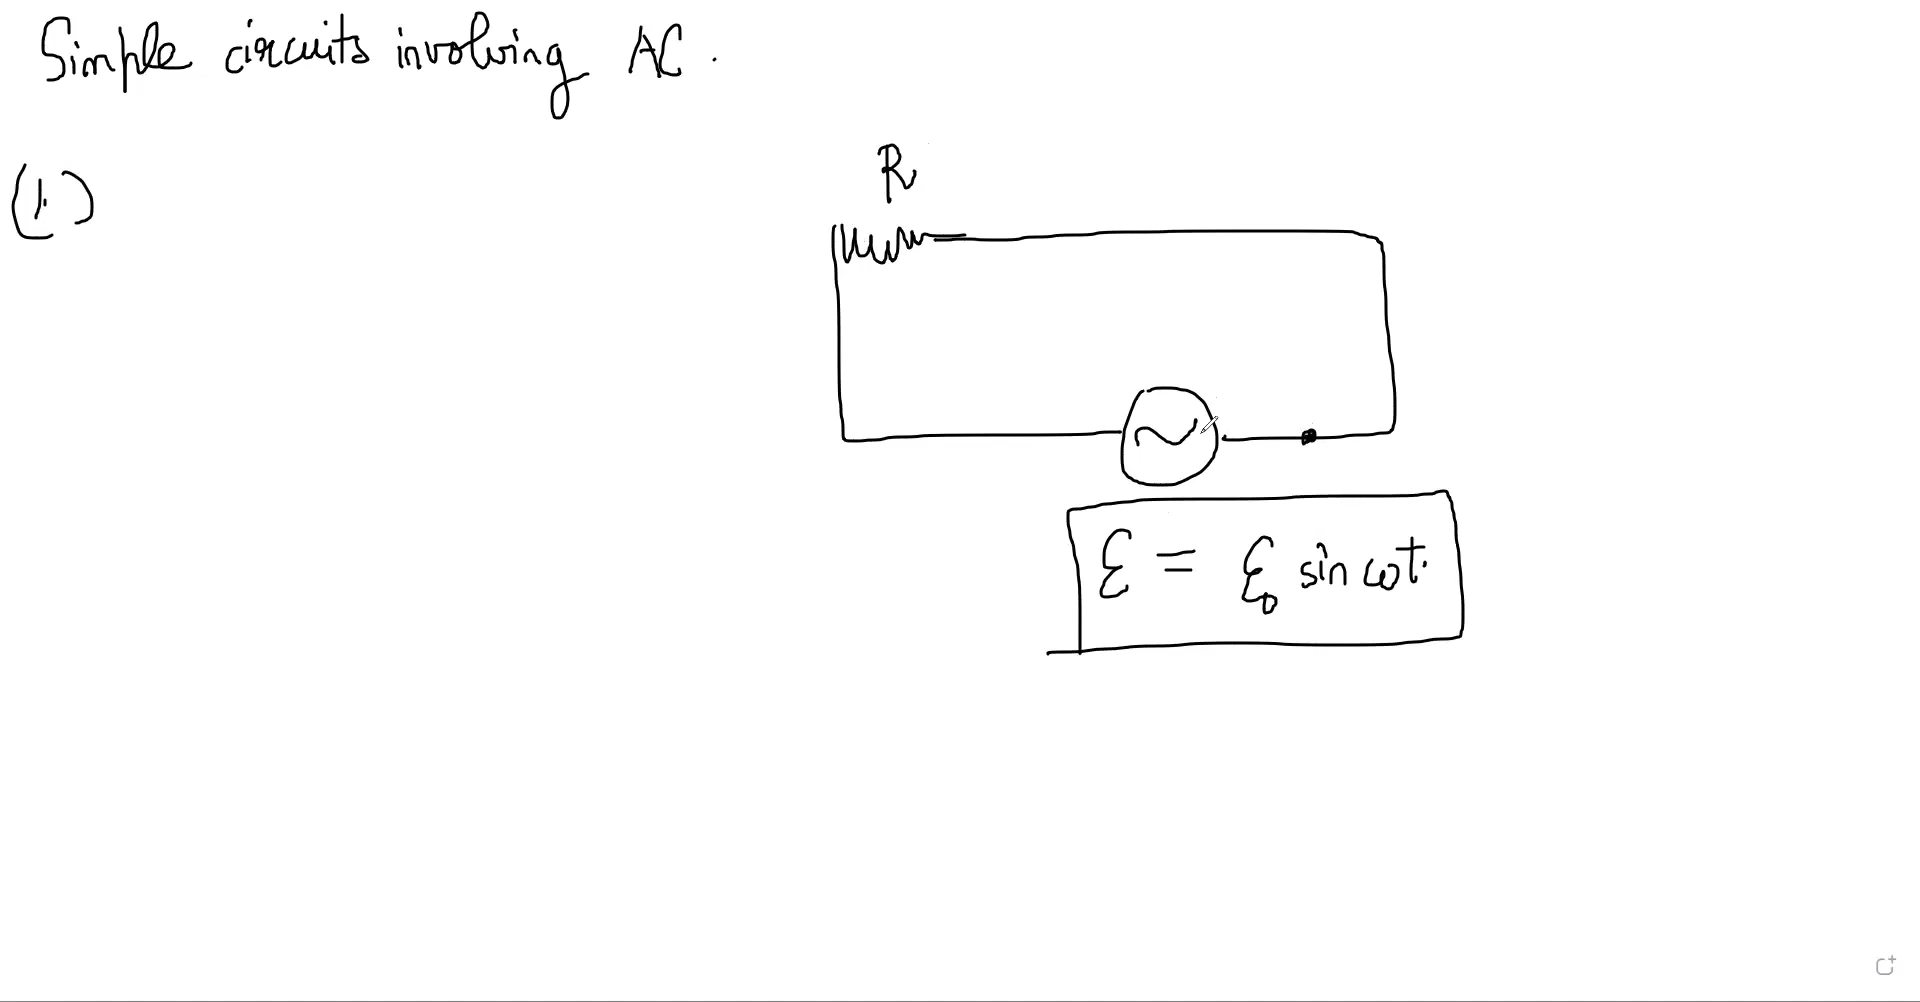 Simple circuits involving AC.
(1.)
R
ℰ = ℰ₀ sin ωt.